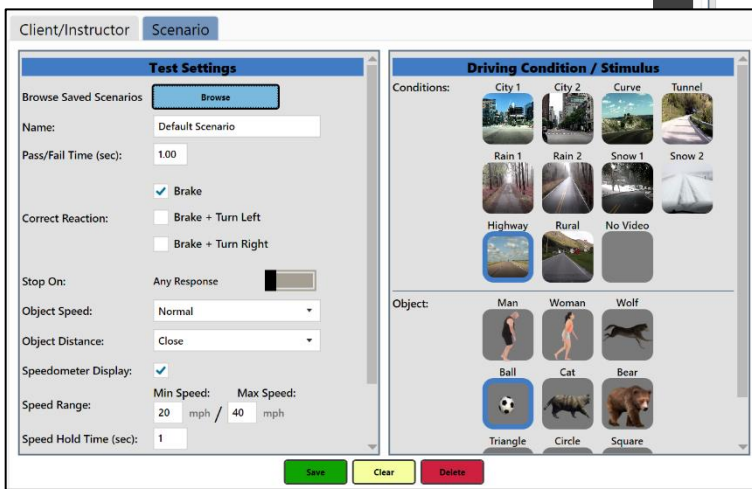 Client/Instructor
Scenario
Test Settings
Browse Saved Scenarios
Browse
Name:
Default Scenario
Pass/Fail Time (sec):
1.00
Correct Reaction:
Brake
Brake + Turn Left
Brake + Turn Right
Stop On:
Any Response
Object Speed:
Normal
Object Distance:
Close
Speedometer Display:
Speed Range:
Min Speed: Max Speed:
20 mph / 40 mph
Speed Hold Time (sec):
1
Driving Condition / Stimulus
Conditions:
City 1 City 2 Curve Tunnel
Rain 1 Rain 2 Snow 1 Snow 2
Highway Rural No Video
Object:
Man Woman Wolf
Ball Cat Bear
Triangle Circle Square
Save Clear Delete